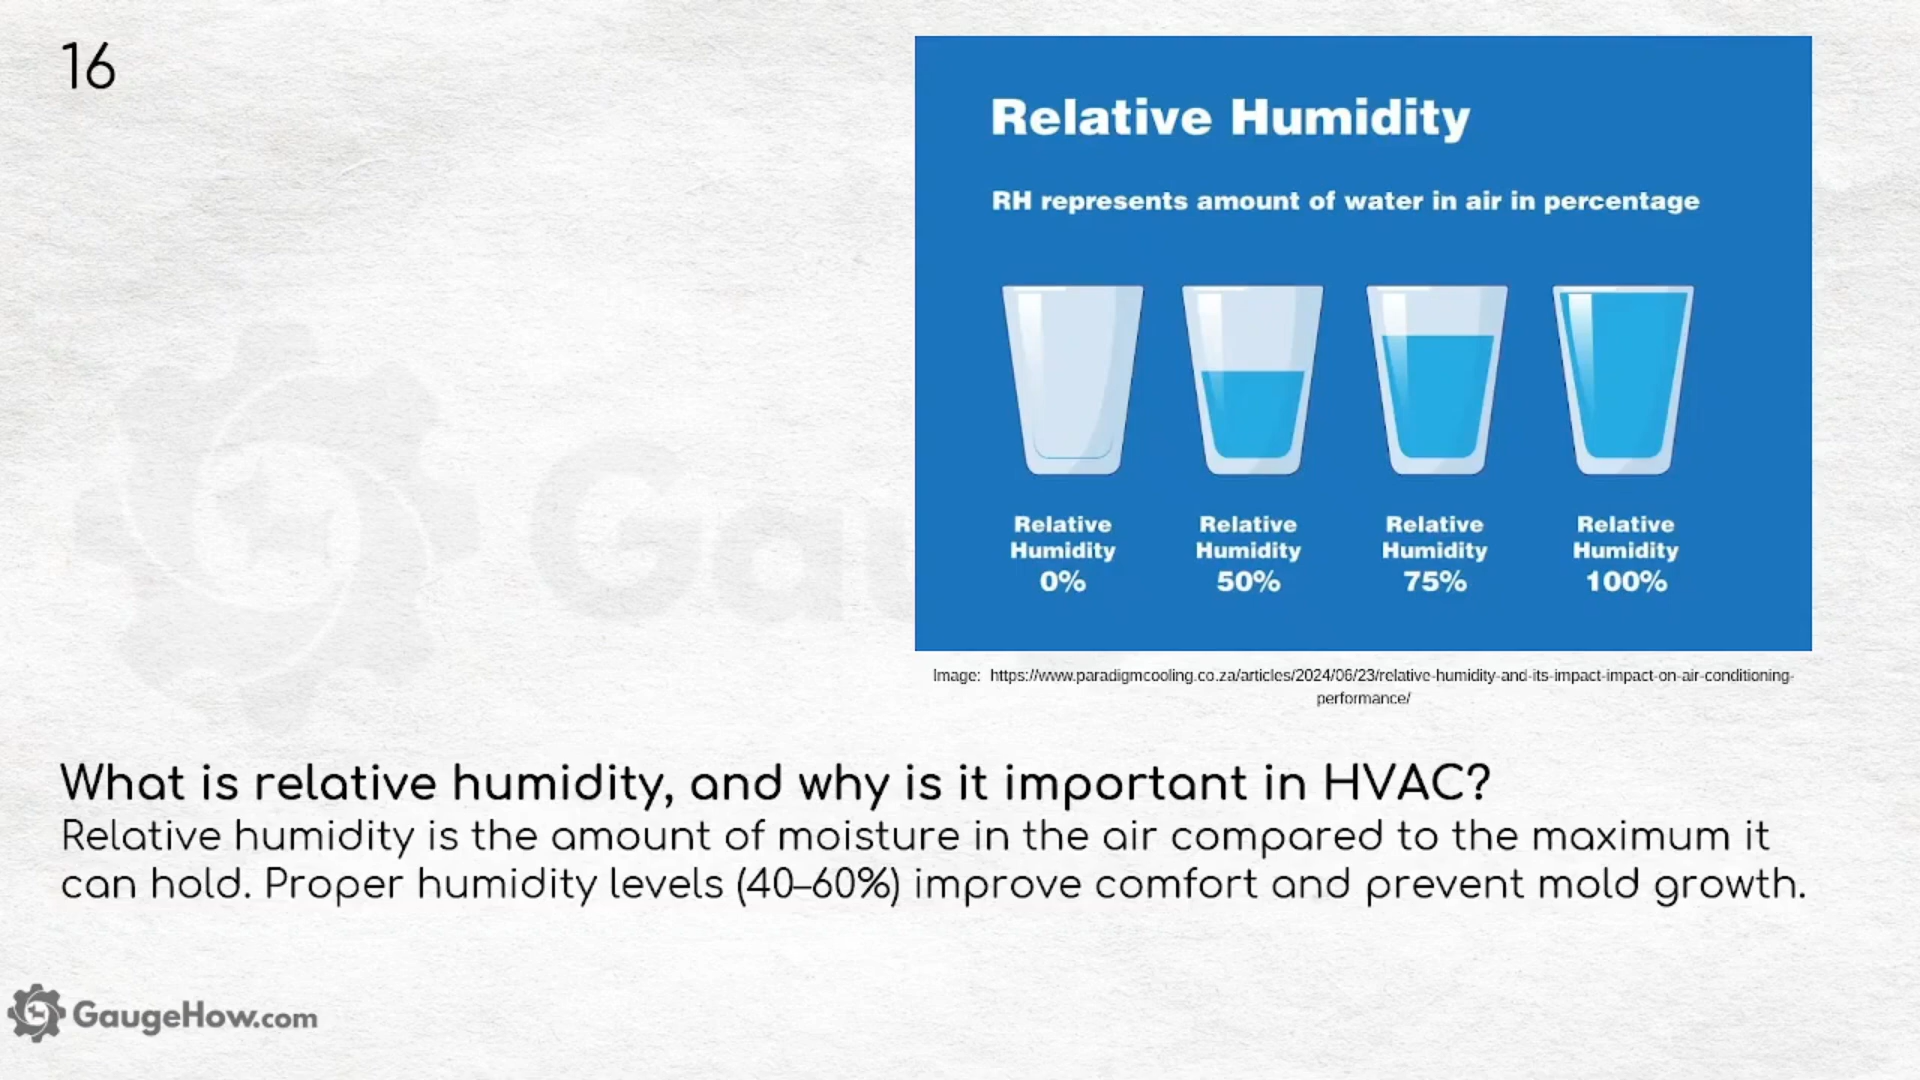 16
Relative Humidity
RH represents amount of water in air in percentage
Relative
Humidity
0%
Relative
Humidity
50%
Relative
Humidity
75%
Relative
Humidity
100%
Image: https://www.paradigmcooling.co.za/articles/2024/06/23/relative-humidity-and-its-impact-impact-on-air-conditioning-
performance/
What is relative humidity, and why is it important in HVAC?
Relative humidity is the amount of moisture in the air compared to the maximum it
can hold. Proper humidity levels (40–60%) improve comfort and prevent mold growth.
GaugeHow.com